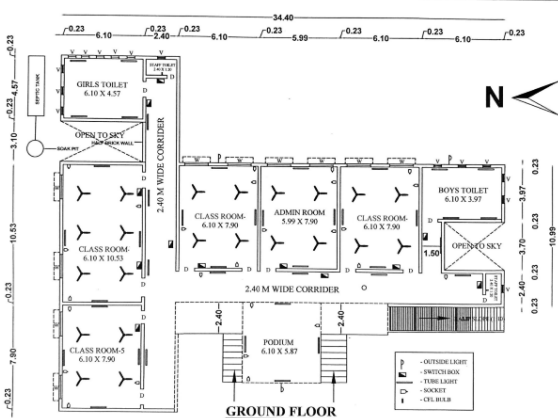 34.40
0.23 0.23 0.23 0.23 0.23 0.23
6.10 2.40 6.10 5.99 6.10 6.10
0.23
4.57
0.23
3.10
0.23
10.53
0.23
7.90
0.23
SEPTIC TANK
SOAK PIT
GIRLS TOILET
6.10 X 4.57
STAFF TOILET
OPEN TO SKY
HALF BRICK WALL
2.40 M WIDE CORRIDER
N
CLASS ROOM-
6.10 X 10.53
CLASS ROOM-
6.10 X 7.90
ADMIN ROOM
5.99 X 7.90
CLASS ROOM-
6.10 X 7.90
BOYS TOILET
6.10 X 3.97
OPEN TO SKY
1.50
0.23
3.97
0.23
3.70
0.23
2.40
0.23
10.99
2.40 M WIDE CORRIDER
CLASS ROOM-5
6.10 X 7.90
2.40
PODIUM
6.10 X 5.87
2.40
- OUTSIDE LIGHT
- SWITCH BOX
- TUBE LIGHT
- SOCKET
- CFL BULB
GROUND FLOOR